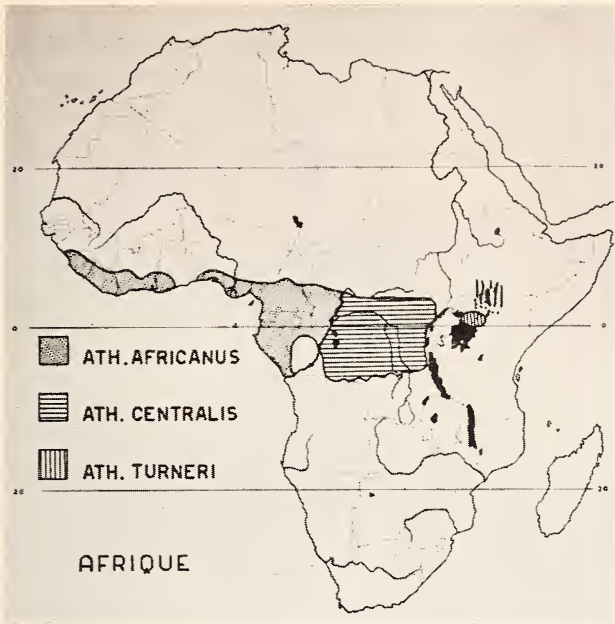 20 20
0 0
ATH. AFRICANUS
ATH. CENTRALIS
ATH. TURNERI
20 20
AFRIQUE